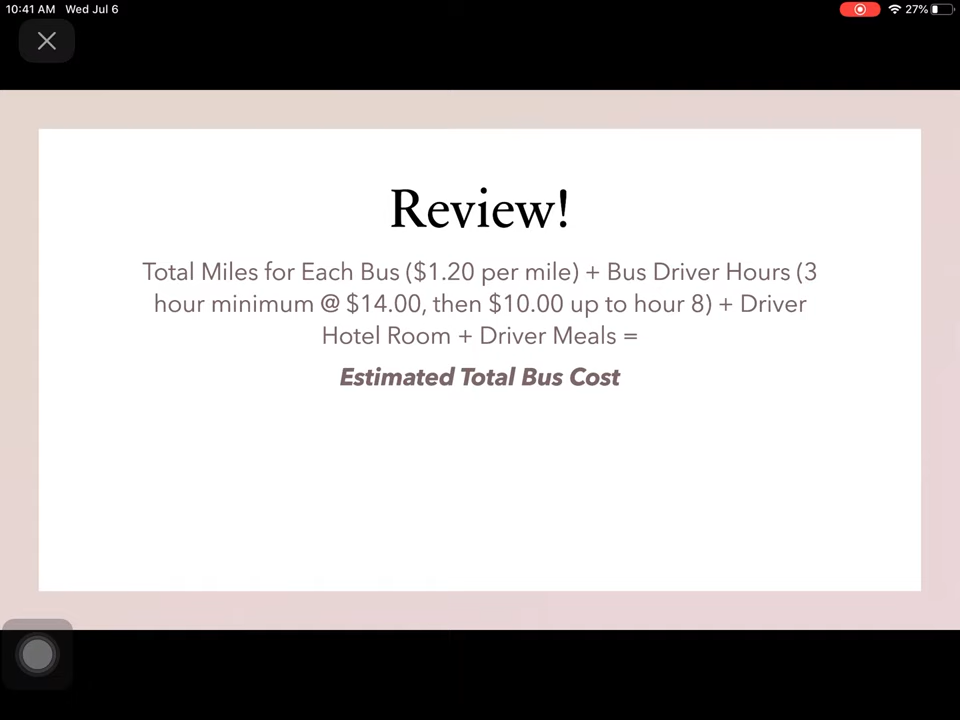 10:41 AM Wed Jul 6
27%
Review!
Total Miles for Each Bus ($1.20 per mile) + Bus Driver Hours (3
hour minimum @ $14.00, then $10.00 up to hour 8) + Driver
Hotel Room + Driver Meals =
Estimated Total Bus Cost